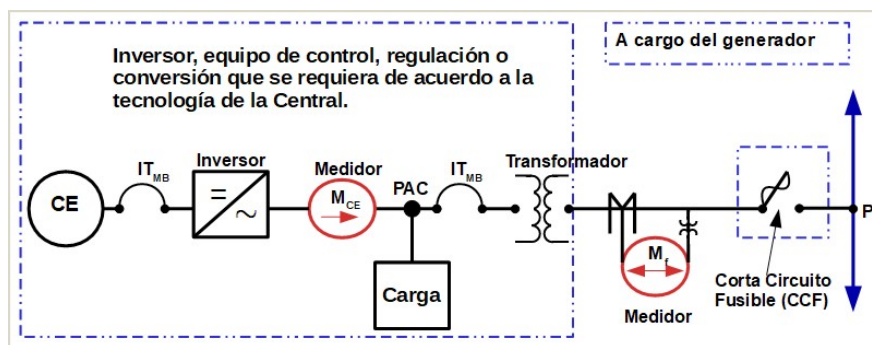 Inversor, equipo de control, regulación o
conversión que se requiera de acuerdo a la
tecnología de la Central.
A cargo del generador
CE
IT MB
Inversor
=
~
Medidor
M CE
PAC
IT MB
Transformador
Carga
M f
Medidor
Corta Circuito
Fusible (CCF)
P